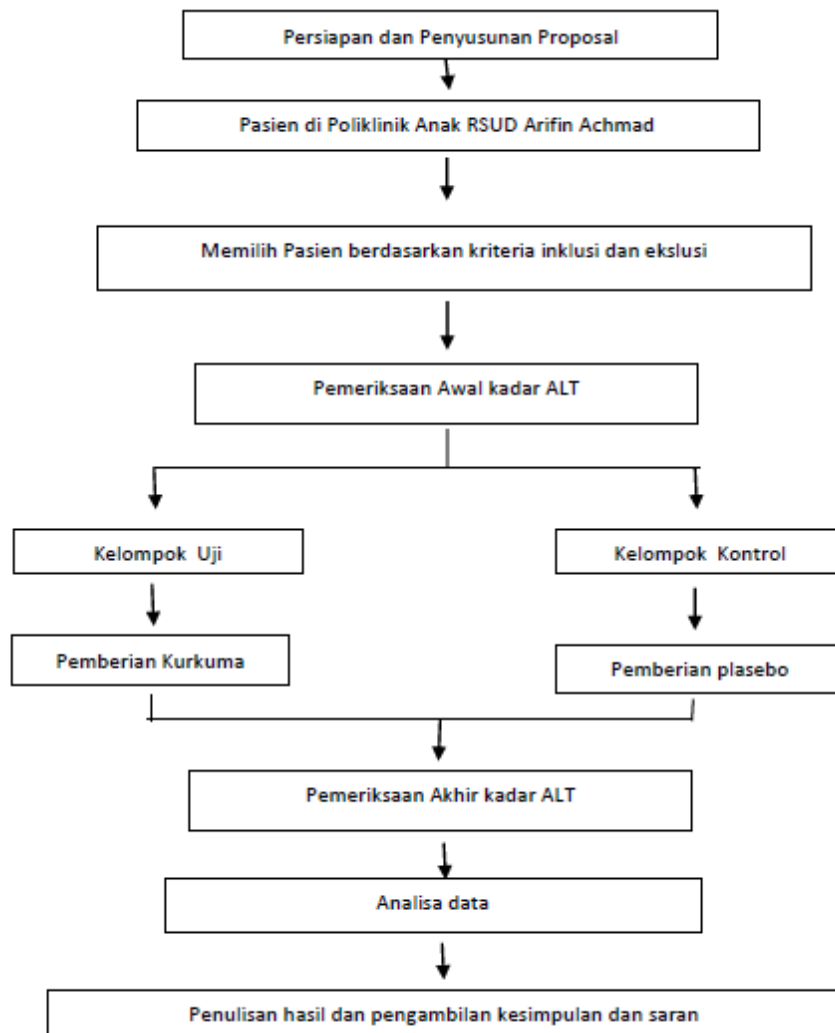 Persiapan dan Penyusunan Proposal
Pasien di Poliklinik Anak RSUD Arifin Achmad
Memilih Pasien berdasarkan kriteria inklusi dan ekslusi
Pemeriksaan Awal kadar ALT
Kelompok Uji
Kelompok Kontrol
Pemberian Kurkuma
Pemberian plasebo
Pemeriksaan Akhir kadar ALT
Analisa data
Penulisan hasil dan pengambilan kesimpulan dan saran